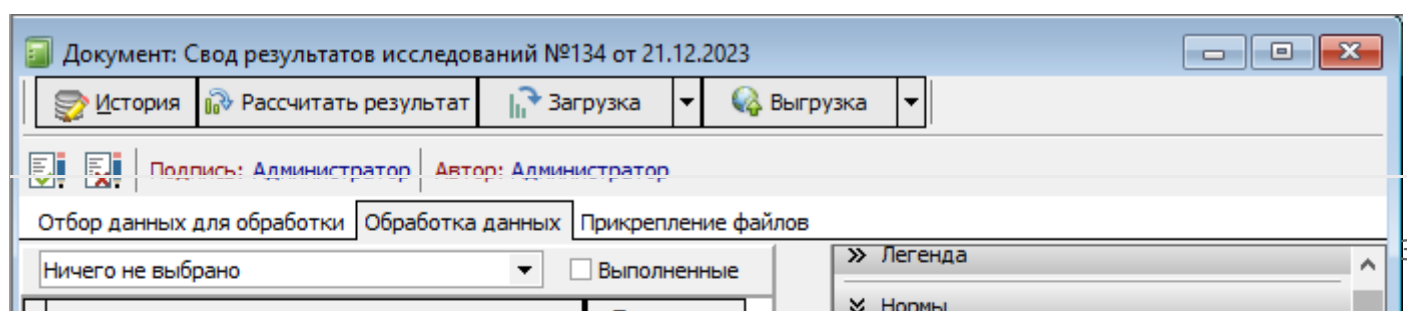 Документ: Свод результатов исследований №134 от 21.12.2023
История Рассчитать результат Загрузка Выгрузка
Подпись: Администратор Автор: Администратор
Отбор данных для обработки Обработка данных Прикрепление файлов
Ничего не выбрано Выполненные Легенда
Нормы